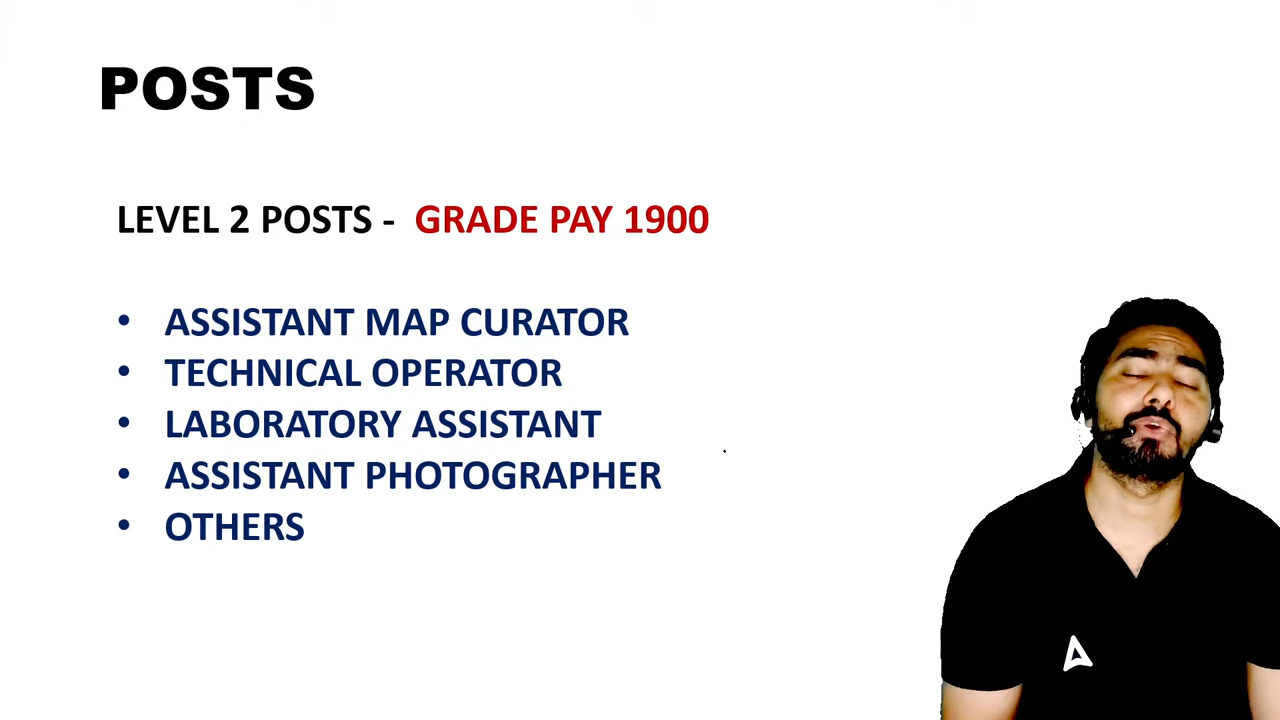 POSTS
LEVEL 2 POSTS - GRADE PAY 1900
• ASSISTANT MAP CURATOR
• TECHNICAL OPERATOR
• LABORATORY ASSISTANT
• ASSISTANT PHOTOGRAPHER
• OTHERS